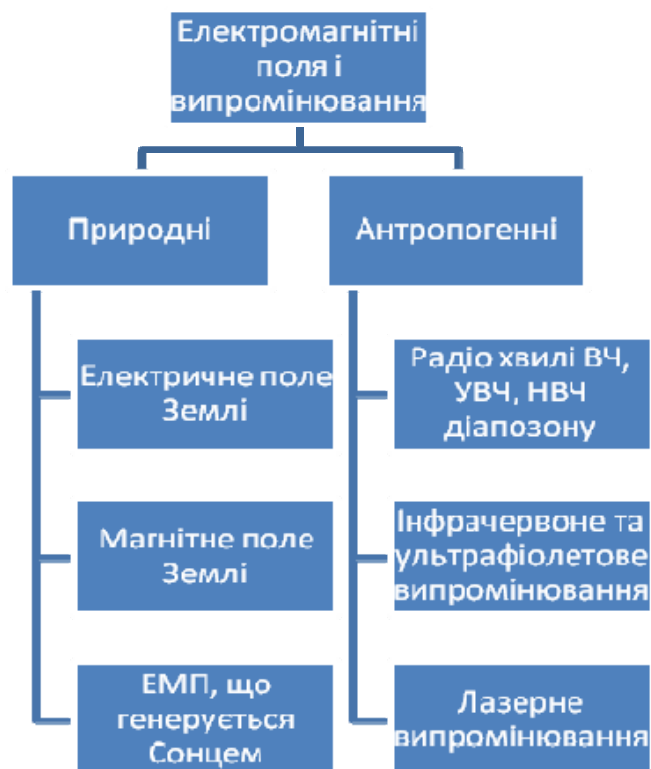 Електромагнітні
поля і
випромінювання
Природні
Антропогенні
Електричне поле
Землі
Магнітне поле
Землі
ЕМП, що
генерується
Сонцем
Радіо хвилі ВЧ,
УВЧ, НВЧ
діапозону
Інфрачервоне та
ультрафіолетове
випромінювання
Лазерне
випромінювання